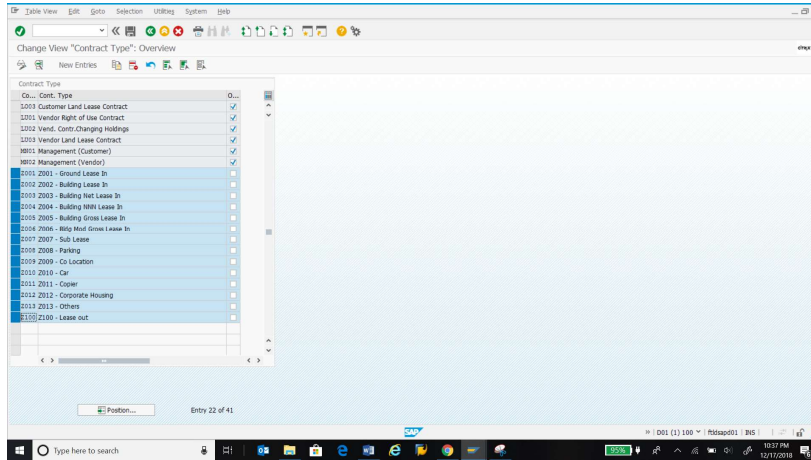 Table View Edit Goto Selection Utilities System Help
Change View "Contract Type": Overview
New Entries
Contract Type
Co... Cont. Type O...
L003 Customer Land Lease Contract
LU01 Vendor Right of Use Contract
LU02 Vend. Contr.Changing Holdings
LU03 Vendor Land Lease Contract
MN01 Management (Customer)
MN02 Management (Vendor)
Z001 Z001 - Ground Lease In
Z002 Z002 - Building Lease In
Z003 Z003 - Building Net Lease In
Z004 Z004 - Building NNN Lease In
Z005 Z005 - Building Gross Lease In
Z006 Z006 - Bldg Mod Gross Lease In
Z007 Z007 - Sub Lease
Z008 Z008 - Parking
Z009 Z009 - Co Location
Z010 Z010 - Car
Z011 Z011 - Copier
Z012 Z012 - Corporate Housing
Z013 Z013 - Others
Z100 Z100 - Lease out
Position... Entry 22 of 41
SAP
D01 (1) 100 ftldsapd01 INS
Type here to search
95%
10:37 PM
12/17/2018